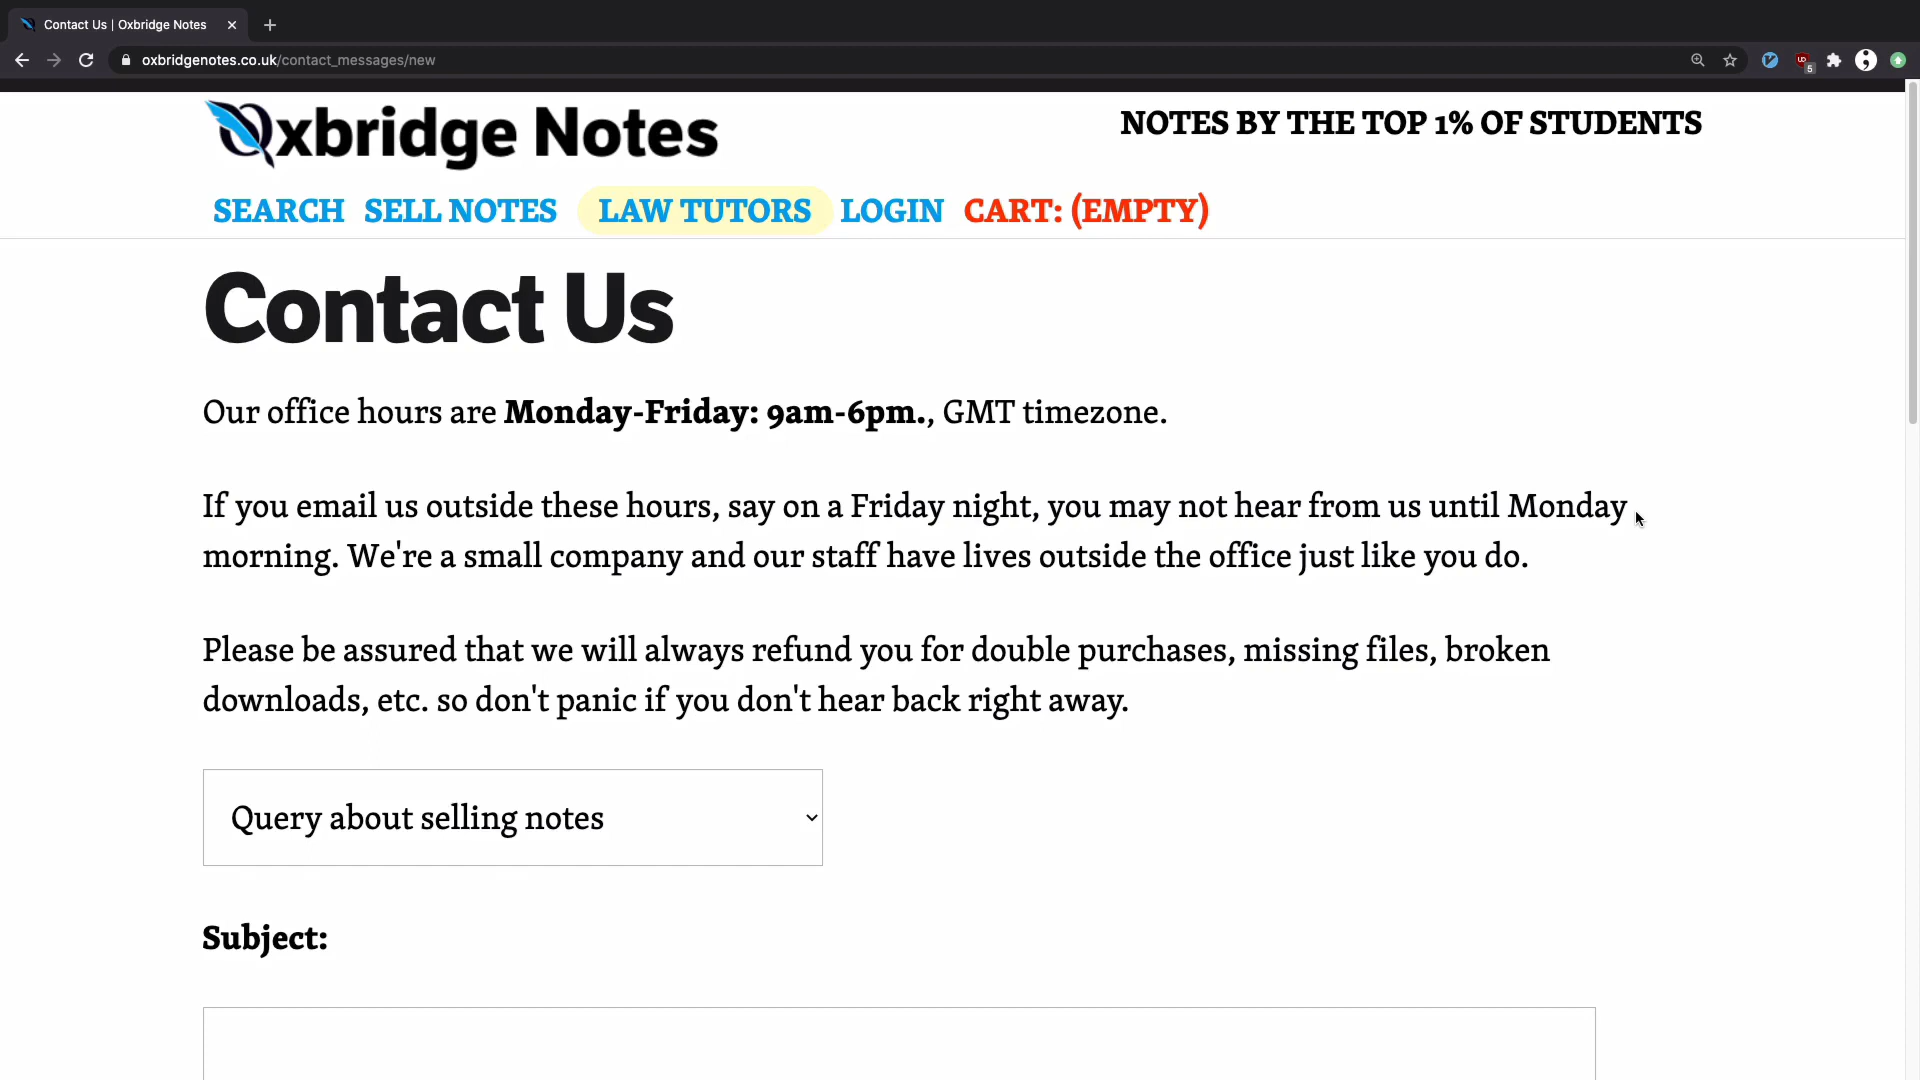 Contact Us | Oxbridge Notes
oxbridgenotes.co.uk/contact_messages/new
UD
5
Oxbridge Notes
NOTES BY THE TOP 1% OF STUDENTS
SEARCH SELL NOTES LAW TUTORS LOGIN CART: (EMPTY)
Contact Us
Our office hours are Monday-Friday: 9am-6pm., GMT timezone.
If you email us outside these hours, say on a Friday night, you may not hear from us until Monday
morning. We're a small company and our staff have lives outside the office just like you do.
Please be assured that we will always refund you for double purchases, missing files, broken
downloads, etc. so don't panic if you don't hear back right away.
Query about selling notes
Subject: